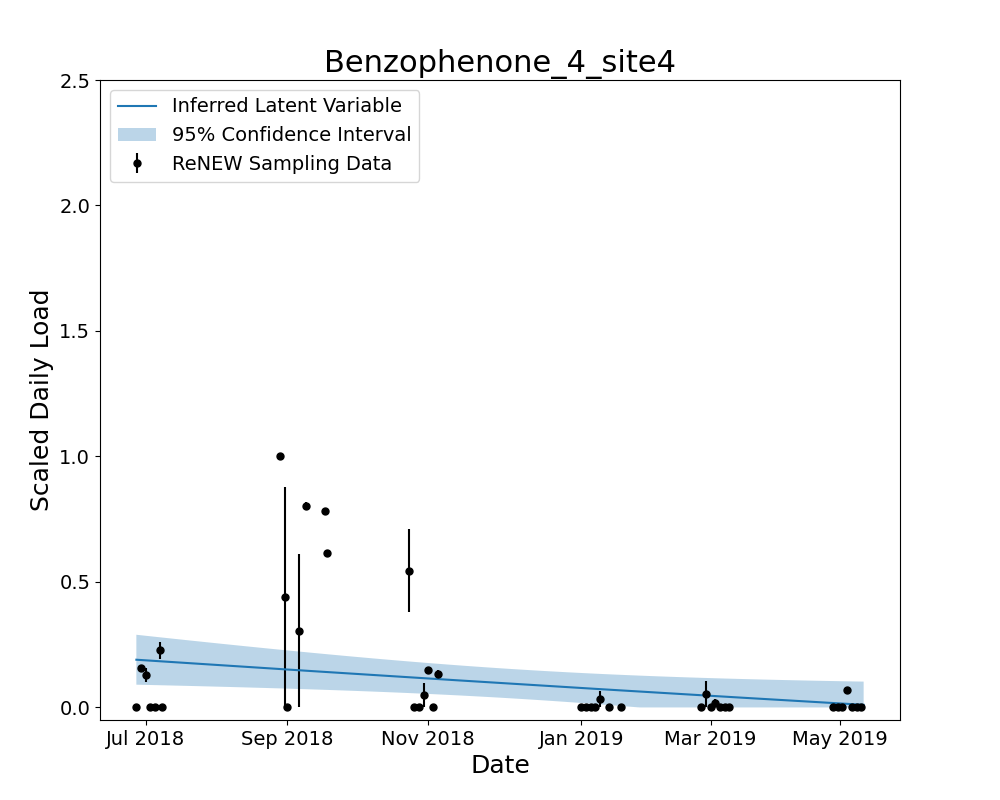 Benzophenone_4_site4
Inferred Latent Variable
95% Confidence Interval
ReNEW Sampling Data
Scaled Daily Load
2.5
2.0
1.5
1.0
0.5
0.0
Jul 2018 Sep 2018 Nov 2018 Jan 2019 Mar 2019 May 2019
Date